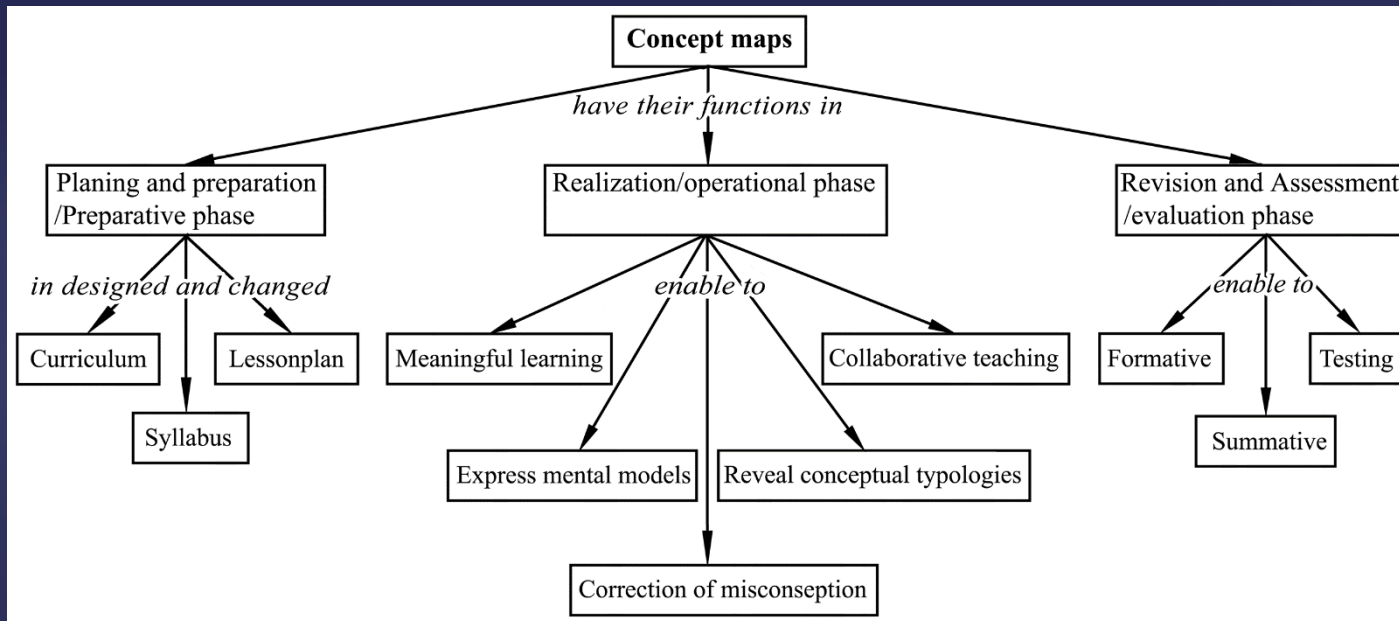 Concept maps
have their functions in
Planing and preparation
/Preparative phase
Realization/operational phase
Revision and Assessment
/evaluation phase
in designed and changed
enable to
enable to
Curriculum
Lessonplan
Syllabus
Meaningful learning
Collaborative teaching
Express mental models
Reveal conceptual typologies
Correction of misconseption
Formative
Testing
Summative